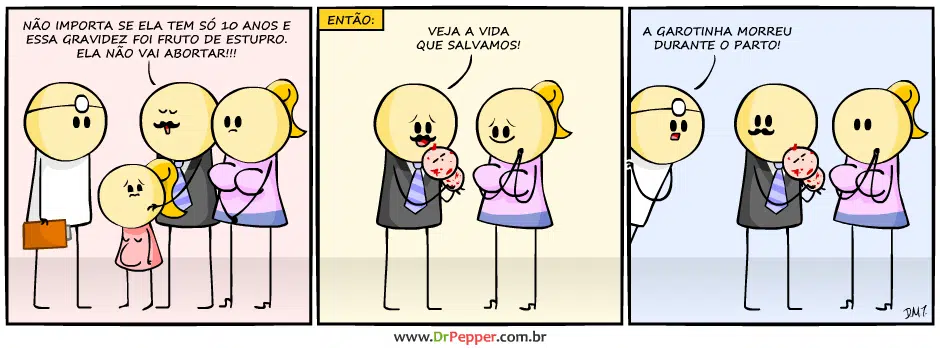 NÃO IMPORTA SE ELA TEM SÓ 10 ANOS E
ESSA GRAVIDEZ FOI FRUTO DE ESTUPRO.
ELA NÃO VAI ABORTAR!!!
ENTÃO:
VEJA A VIDA
QUE SALVAMOS!
A GAROTINHA MORREU
DURANTE O PARTO!
www.DrPepper.com.br